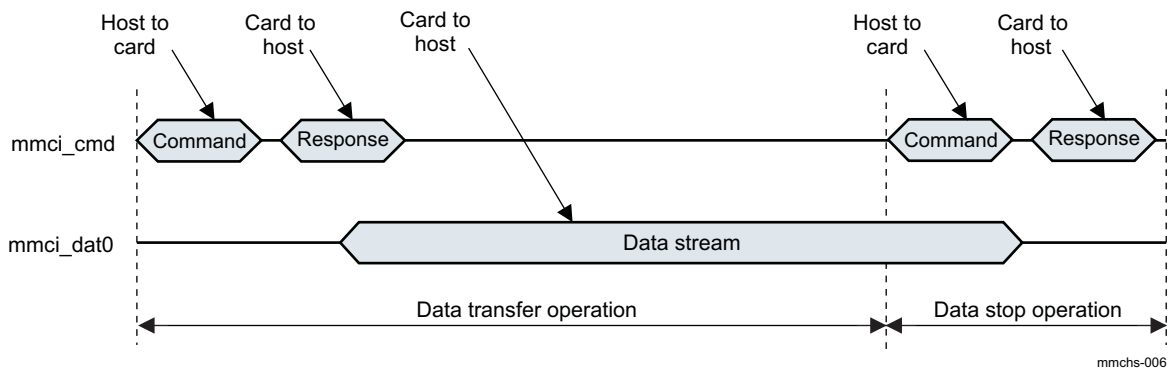 Host to
card
Card to
host
Card to
host
Host to
card
Card to
host
mmci_cmd
Command
Response
Command
Response
mmci_dat0
Data stream
Data transfer operation
Data stop operation
mmchs-006